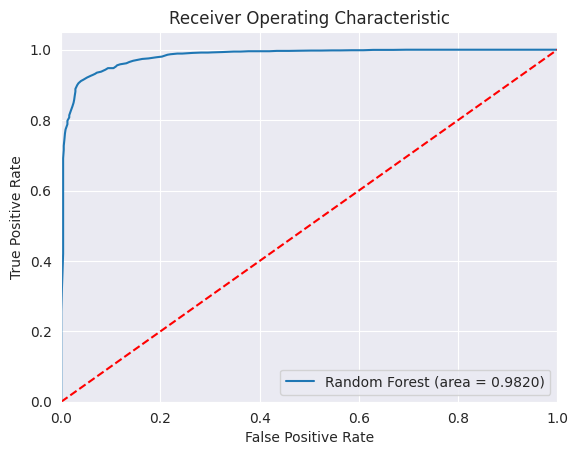 Receiver Operating Characteristic
True Positive Rate
1.0
0.8
0.6
0.4
0.2
0.0
Random Forest (area = 0.9820)
0.0 0.2 0.4 0.6 0.8 1.0
False Positive Rate